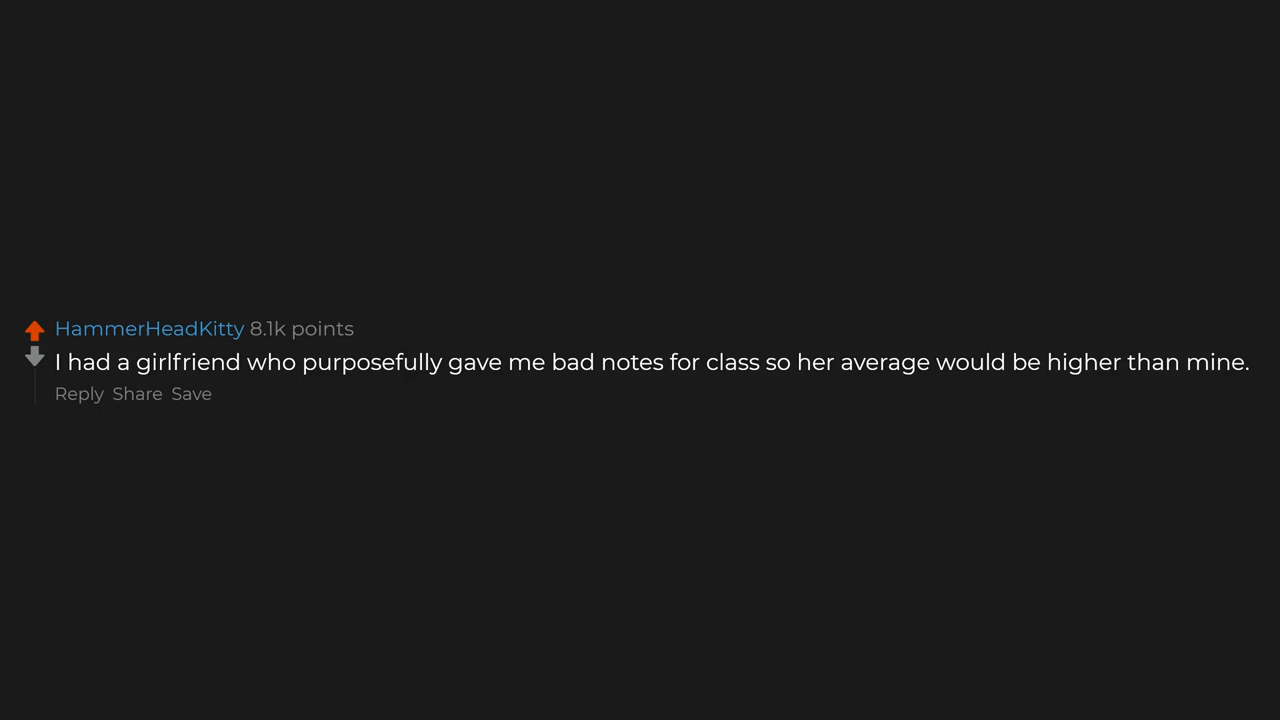 HammerHeadKitty 8.1k points
I had a girlfriend who purposefully gave me bad notes for class so her average would be higher than mine.
Reply Share Save